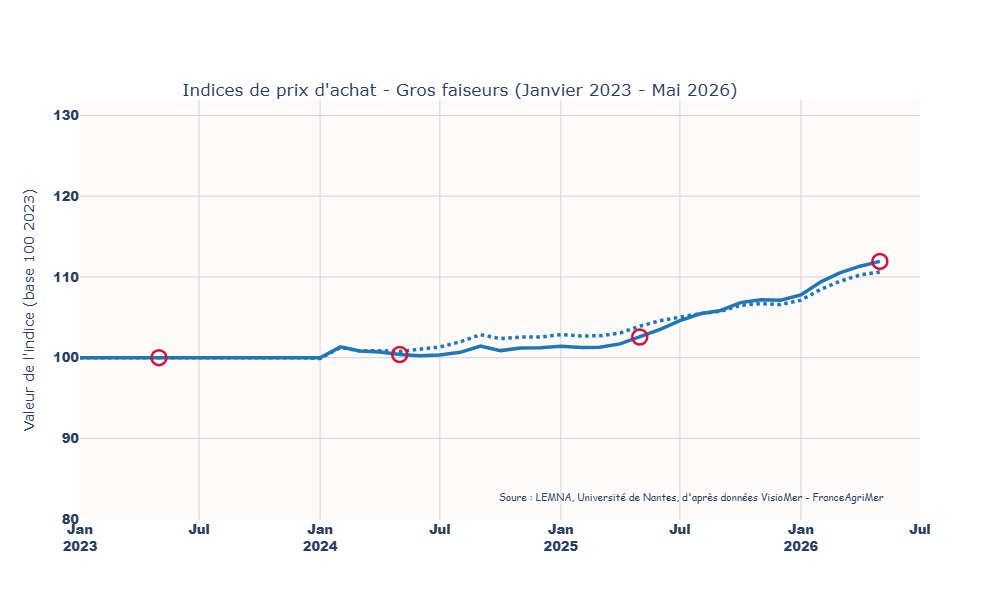 Indices de prix d'achat - Gros faiseurs (Janvier 2023 - Mai 2026)
Valeur de l'indice (base 100 2023)
130
120
110
100
90
80
Soure : LEMNA, Université de Nantes, d'après données VisioMer - FranceAgriMer
Jan Jul Jan Jul Jan Jul Jan Jul
2023 2024 2025 2026